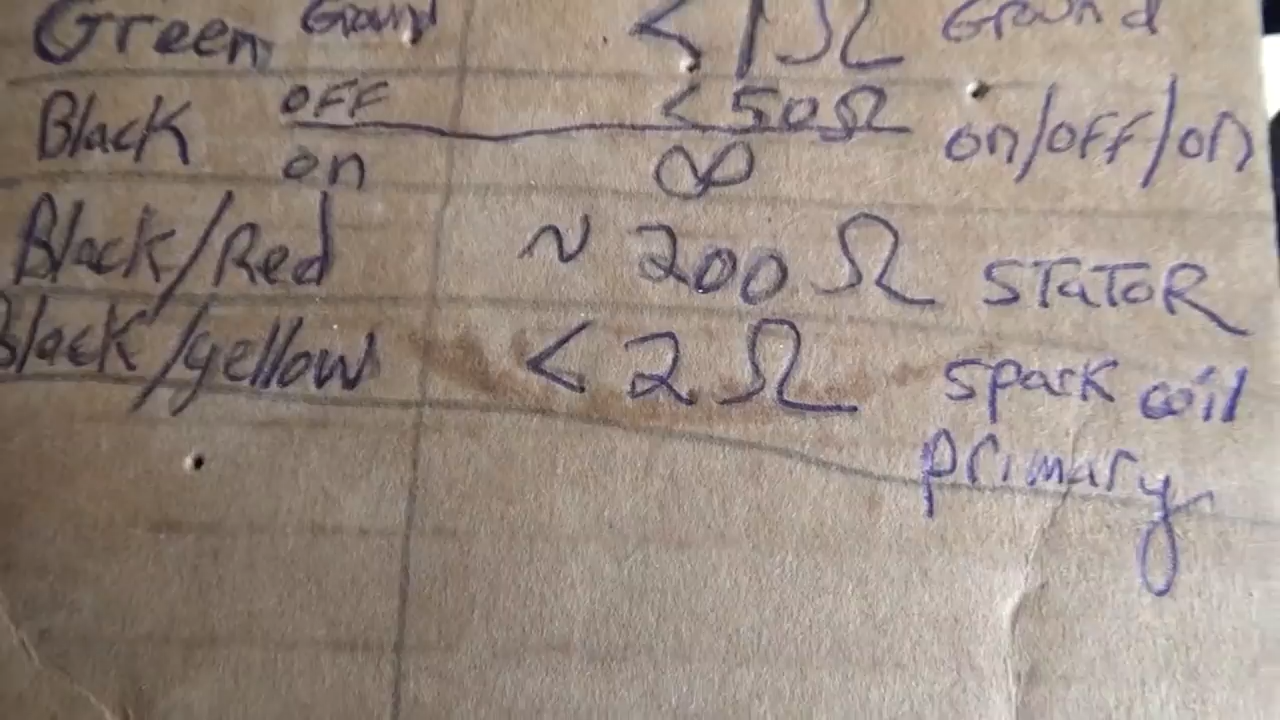 Green Ground <1Ω Ground
Black OFF <50Ω on/OFF/on
on ∞
Black/Red ~200Ω STaToR
Black/yellow <2Ω spark coil
primary